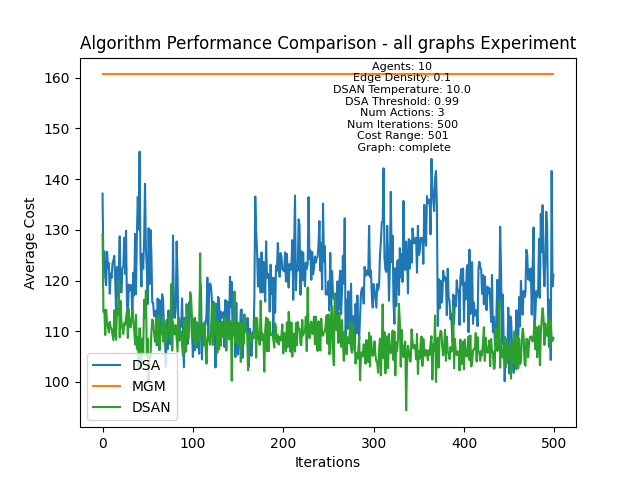 Algorithm Performance Comparison - all graphs Experiment
Agents: 10
Edge Density: 0.1
DSAN Temperature: 10.0
DSA Threshold: 0.99
Num Actions: 3
Num Iterations: 500
Cost Range: 501
Graph: complete
Average Cost
160
150
140
130
120
110
100
DSA
MGM
DSAN
0
100
200
300
400
500
Iterations